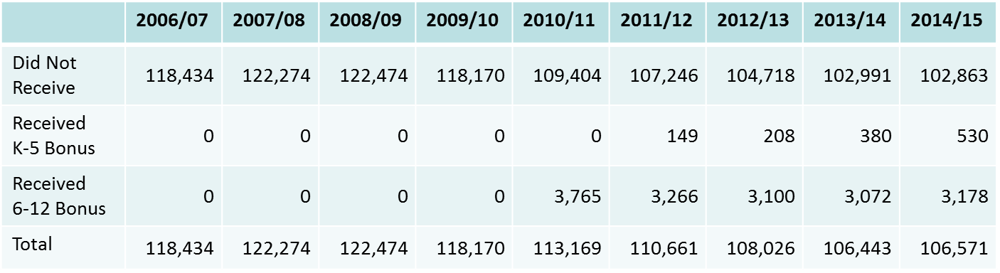 2006/07 2007/08 2008/09 2009/10 2010/11 2011/12 2012/13 2013/14 2014/15
Did Not
Receive 118,434 122,274 122,474 118,170 109,404 107,246 104,718 102,991 102,863
Received
K-5 Bonus 0 0 0 0 0 149 208 380 530
Received
6-12 Bonus 0 0 0 0 3,765 3,266 3,100 3,072 3,178
Total 118,434 122,274 122,474 118,170 113,169 110,661 108,026 106,443 106,571